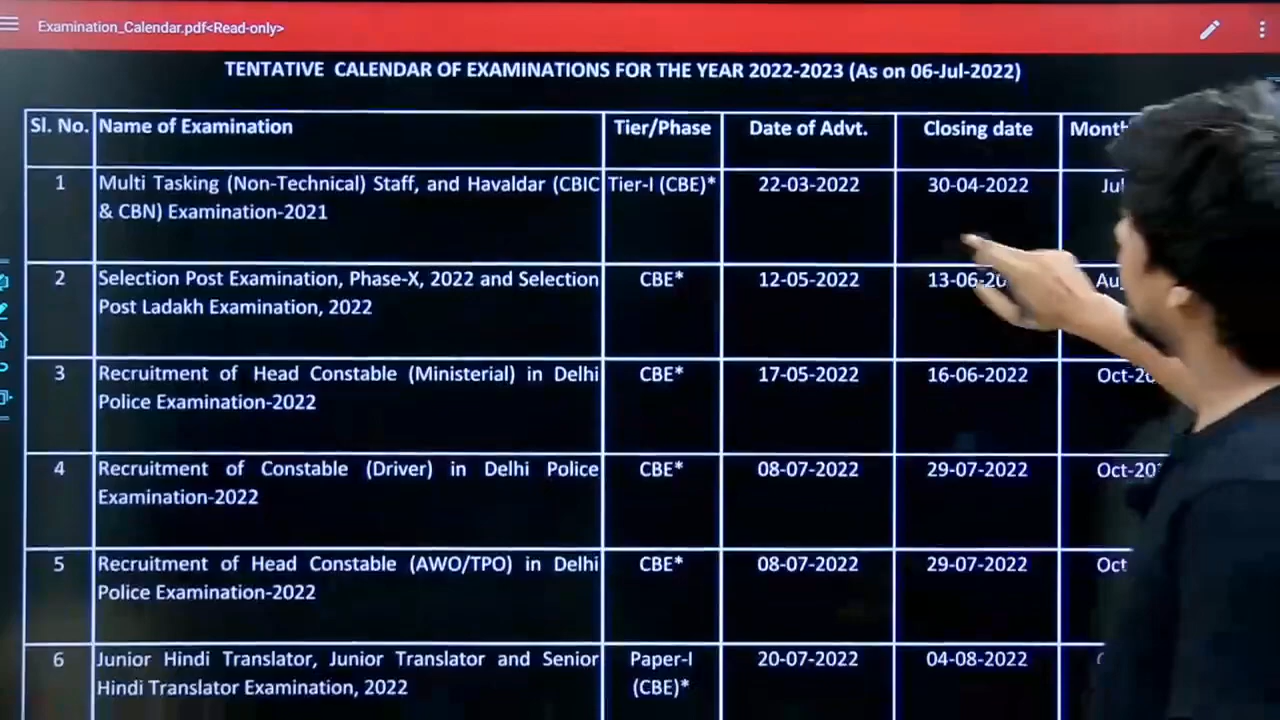 Examination_Calendar.pdf<Read-only>
TENTATIVE CALENDAR OF EXAMINATIONS FOR THE YEAR 2022-2023 (As on 06-Jul-2022)
Sl. No. Name of Examination Tier/Phase Date of Advt. Closing date Month
1 Multi Tasking (Non-Technical) Staff, and Havaldar (CBIC Tier-I (CBE)* 22-03-2022 30-04-2022 Jul
& CBN) Examination-2021
2 Selection Post Examination, Phase-X, 2022 and Selection CBE* 12-05-2022 13-06-20 Au
Post Ladakh Examination, 2022
3 Recruitment of Head Constable (Ministerial) in Delhi CBE* 17-05-2022 16-06-2022 Oct-20
Police Examination-2022
4 Recruitment of Constable (Driver) in Delhi Police CBE* 08-07-2022 29-07-2022 Oct-20
Examination-2022
5 Recruitment of Head Constable (AWO/TPO) in Delhi CBE* 08-07-2022 29-07-2022 Oct
Police Examination-2022
6 Junior Hindi Translator, Junior Translator and Senior Paper-I 20-07-2022 04-08-2022
Hindi Translator Examination, 2022 (CBE)*